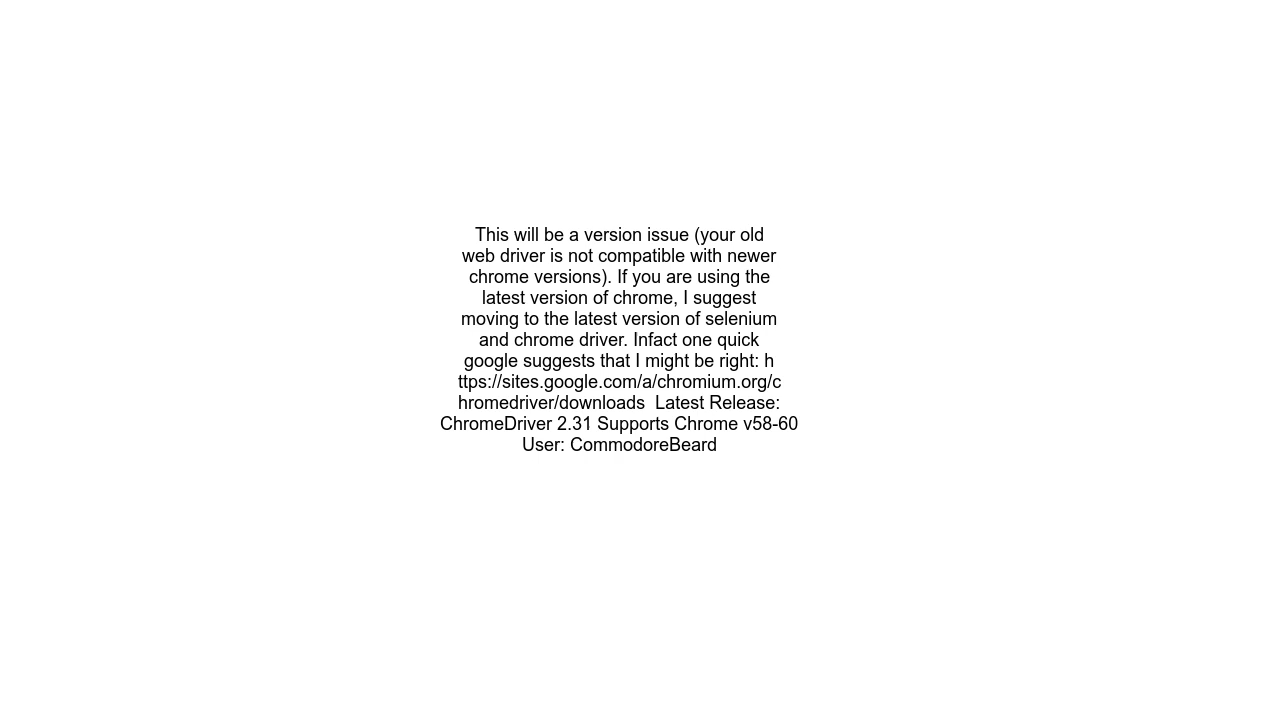 This will be a version issue (your old
web driver is not compatible with newer
chrome versions). If you are using the
latest version of chrome, I suggest
moving to the latest version of selenium
and chrome driver. Infact one quick
google suggests that I might be right: h
ttps://sites.google.com/a/chromium.org/c
hromedriver/downloads  Latest Release:
ChromeDriver 2.31 Supports Chrome v58-60
User: CommodoreBeard